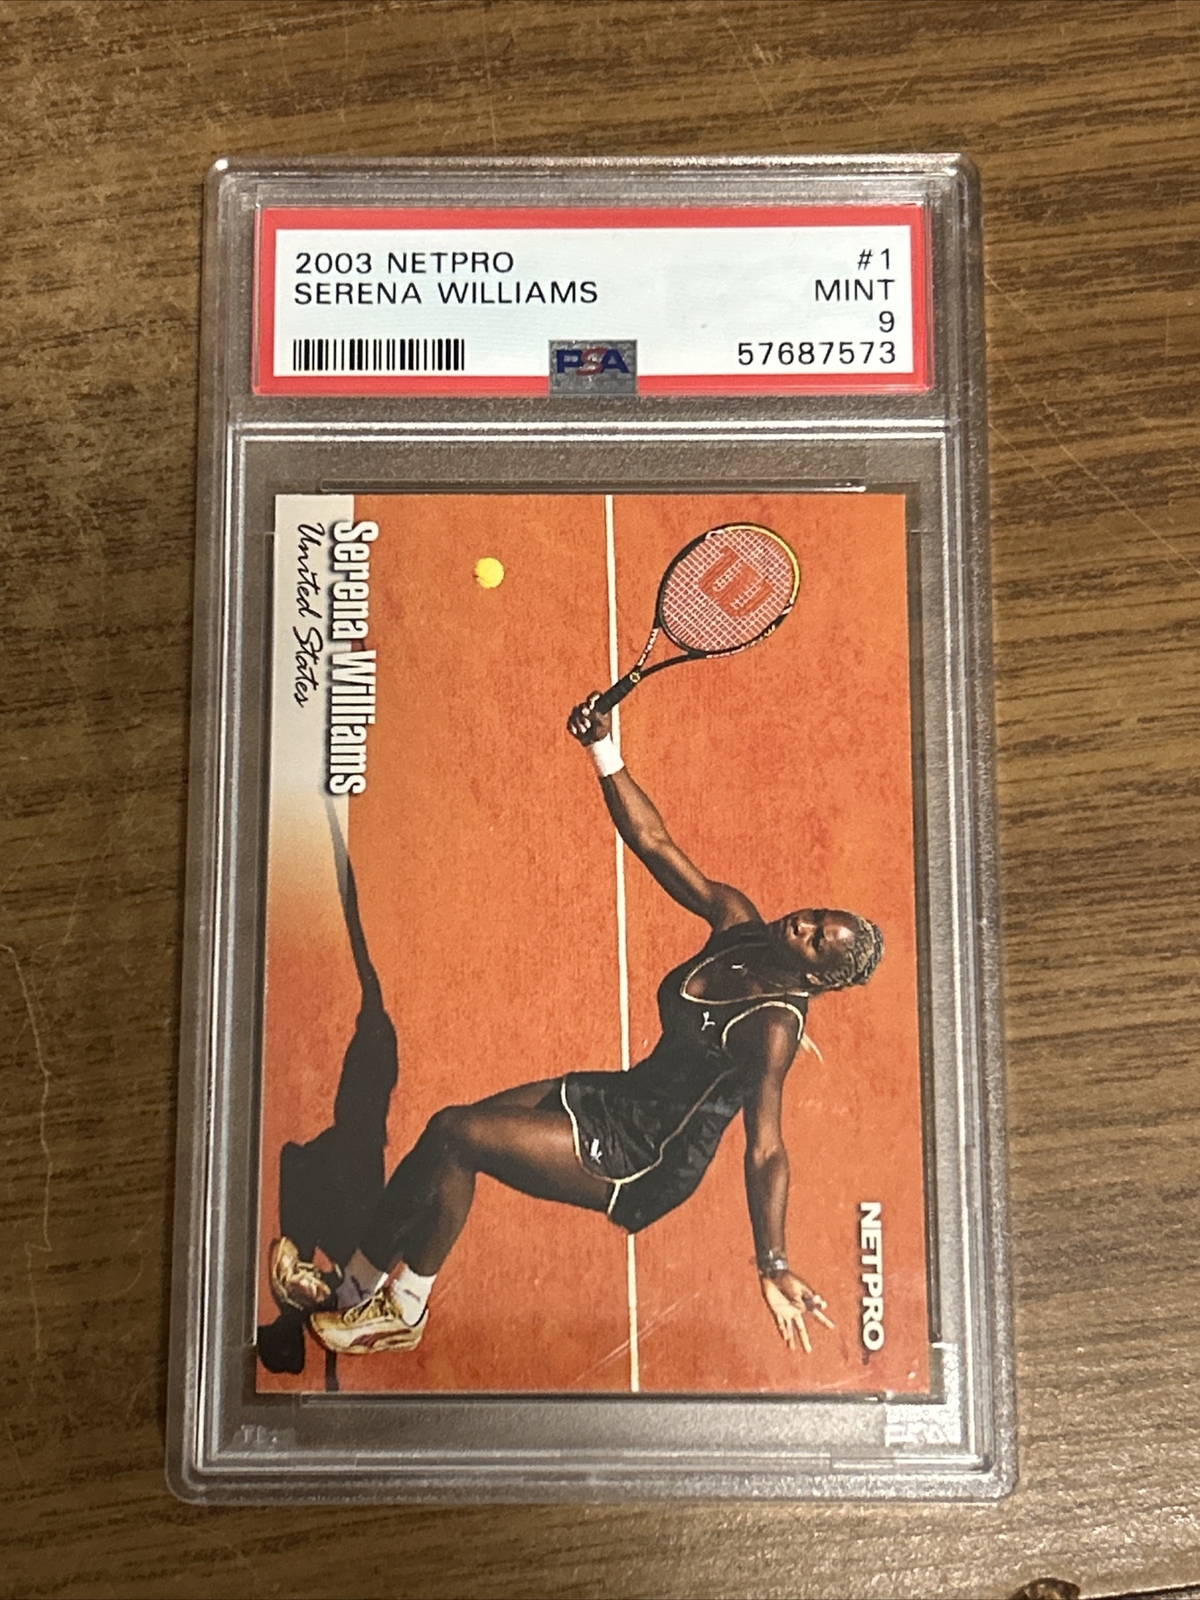 2003 NETPRO #1
SERENA WILLIAMS MINT
9
PSA 57687573
Serena Williams
United States
W
NETPRO